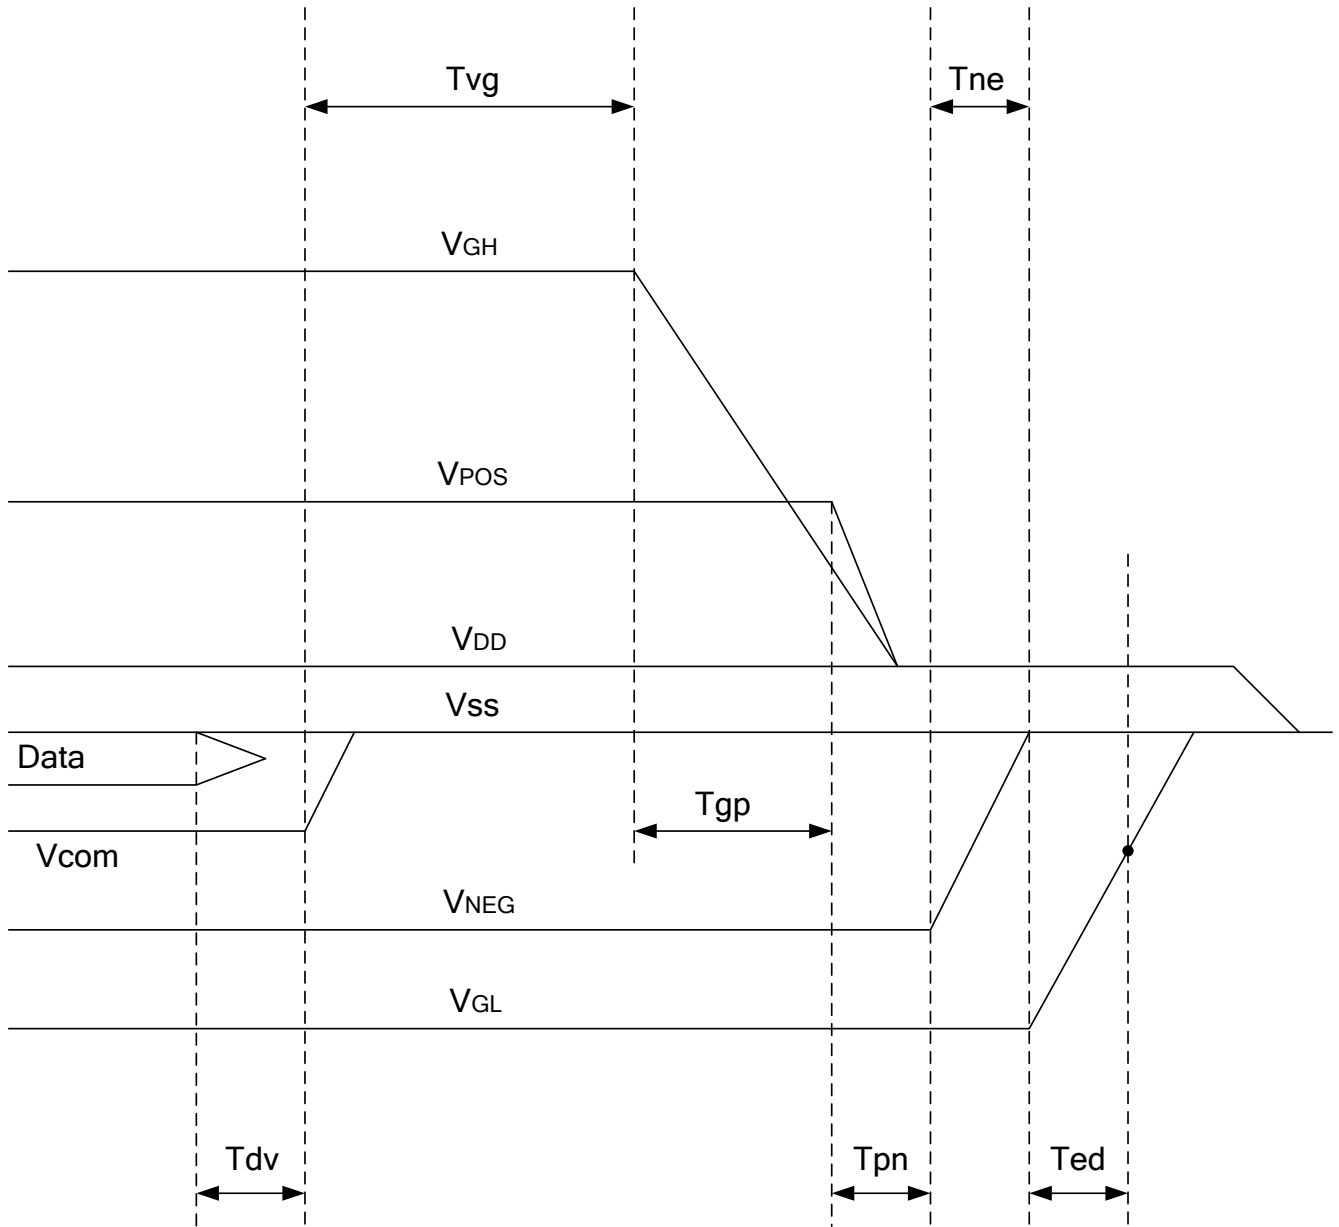 Tvg
Tne
VGH
VPOS
VDD
Vss
Data
Tgp
Vcom
VNEG
VGL
Tdv
Tpn
Ted